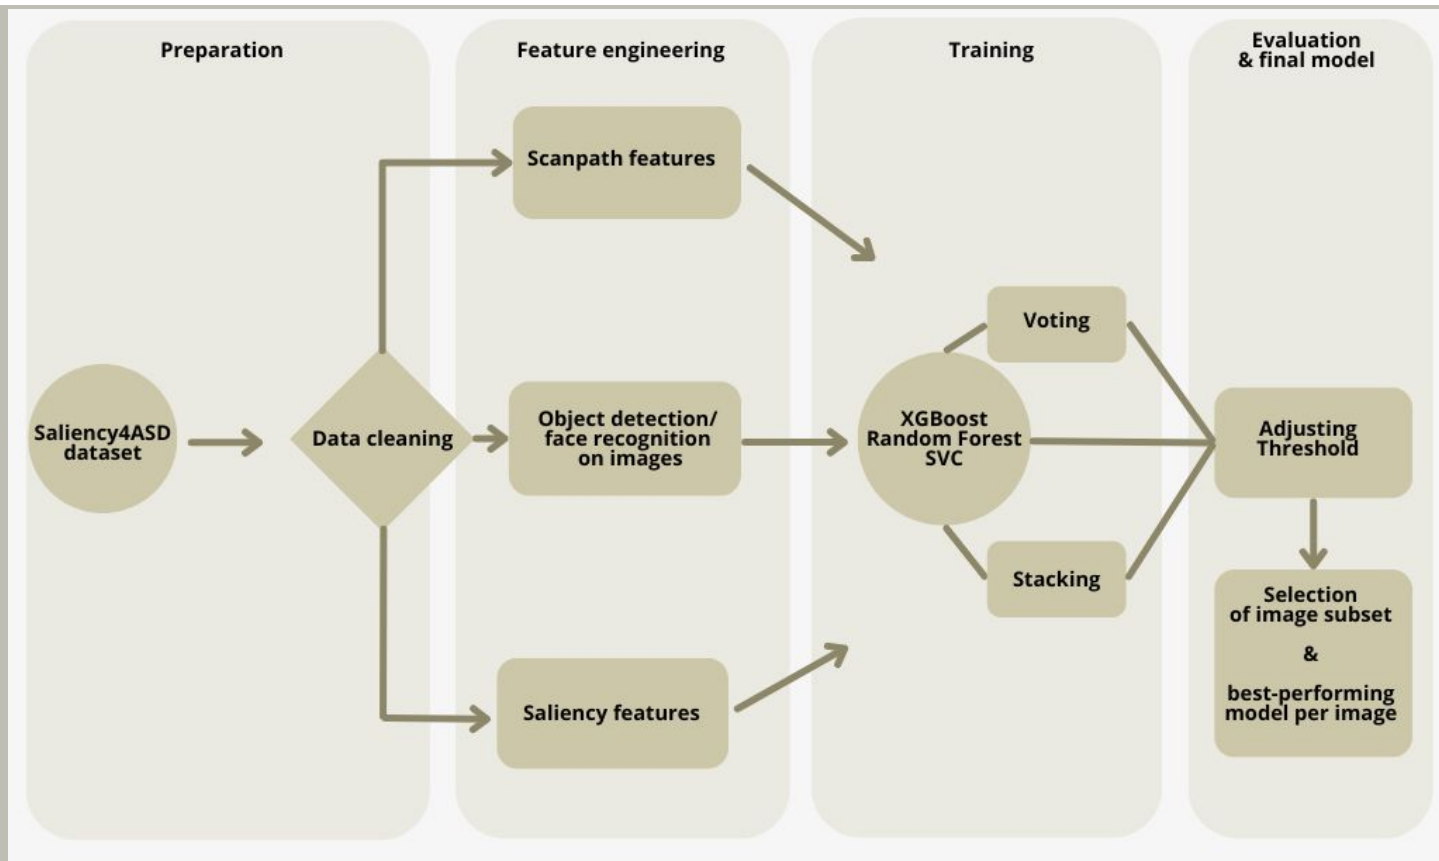 Preparation
Feature engineering
Training
Evaluation
& final model
Scanpath features
Voting
Saliency4ASD
dataset
Data cleaning
Object detection/
face recognition
on images
XGBoost
Random Forest
SVC
Adjusting
Threshold
Stacking
Selection
of image subset
&
best-performing
model per image
Saliency features